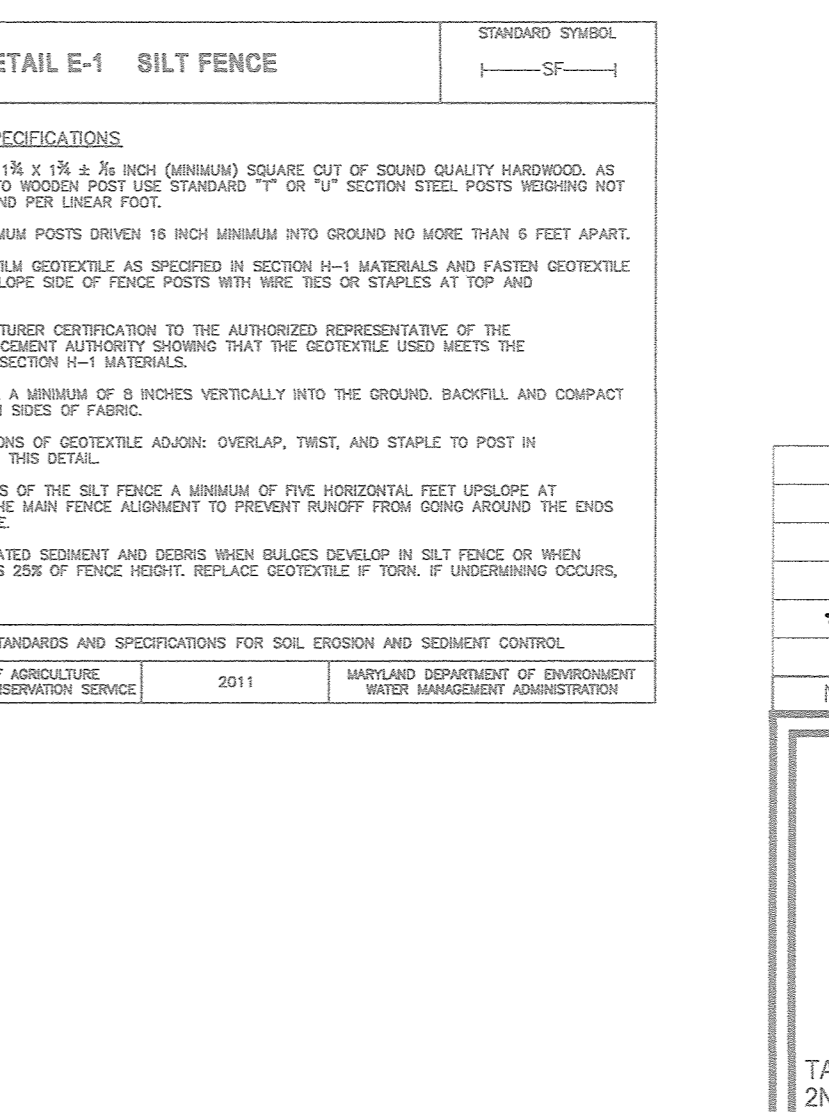 STANDARD SYMBOL
ETAIL E-1 SILT FENCE
|———SF———|
PECIFICATIONS
1¾ X 1¾ ± ⅟₁₆ INCH (MINIMUM) SQUARE CUT OF SOUND QUALITY HARDWOOD. AS
TO WOODEN POST USE STANDARD "T" OR "U" SECTION STEEL POSTS WEIGHING NOT
ND PER LINEAR FOOT.
MUM POSTS DRIVEN 16 INCH MINIMUM INTO GROUND NO MORE THAN 6 FEET APART.
ILM GEOTEXTILE AS SPECIFIED IN SECTION H-1 MATERIALS AND FASTEN GEOTEXTILE
LOPE SIDE OF FENCE POSTS WITH WIRE TIES OR STAPLES AT TOP AND
TURER CERTIFICATION TO THE AUTHORIZED REPRESENTATIVE OF THE
CEMENT AUTHORITY SHOWING THAT THE GEOTEXTILE USED MEETS THE
SECTION H-1 MATERIALS.
A MINIMUM OF 8 INCHES VERTICALLY INTO THE GROUND. BACKFILL AND COMPACT
SIDES OF FABRIC.
ONS OF GEOTEXTILE ADJOIN: OVERLAP, TWIST, AND STAPLE TO POST IN
THIS DETAIL.
S OF THE SILT FENCE A MINIMUM OF FIVE HORIZONTAL FEET UPSLOPE AT
HE MAIN FENCE ALIGNMENT TO PREVENT RUNOFF FROM GOING AROUND THE ENDS
E.
ATED SEDIMENT AND DEBRIS WHEN BULGES DEVELOP IN SILT FENCE OR WHEN
S 25% OF FENCE HEIGHT. REPLACE GEOTEXTILE IF TORN. IF UNDERMINING OCCURS,
TANDARDS AND SPECIFICATIONS FOR SOIL EROSION AND SEDIMENT CONTROL
F AGRICULTURE
NSERVATION SERVICE
2011
MARYLAND DEPARTMENT OF ENVIRONMENT
WATER MANAGEMENT ADMINISTRATION
N
TA
2N